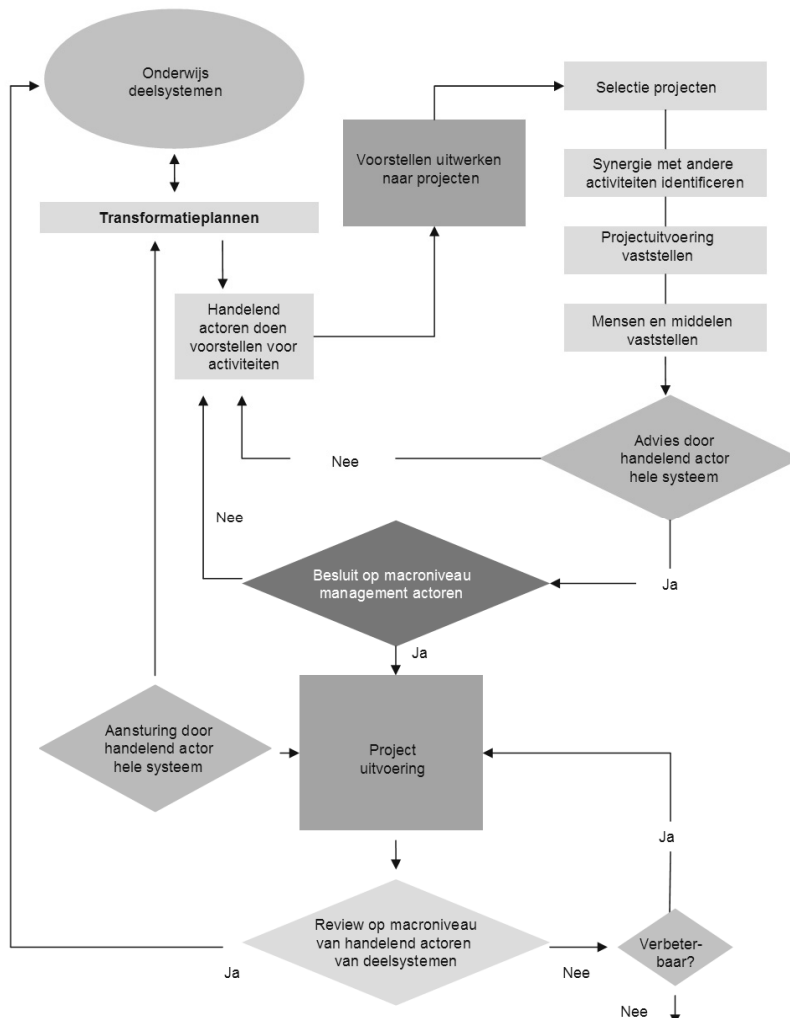 Onderwijs
deelsystemen
Transformatieplannen
Handelend
actoren doen
voorstellen voor
activiteiten
Voorstellen uitwerken
naar projecten
Selectie projecten
Synergie met andere
activiteiten identificeren
Projectuitvoering
vaststellen
Mensen en middelen
vaststellen
Advies door
handelend actor
hele systeem
Nee
Ja
Nee
Besluit op macroniveau
management actoren
Ja
Aansturing door
handelend actor
hele systeem
Project
uitvoering
Ja
Review op macroniveau
van handelend actoren
van deelsystemen
Ja
Nee
Verbeter-
baar?
Nee